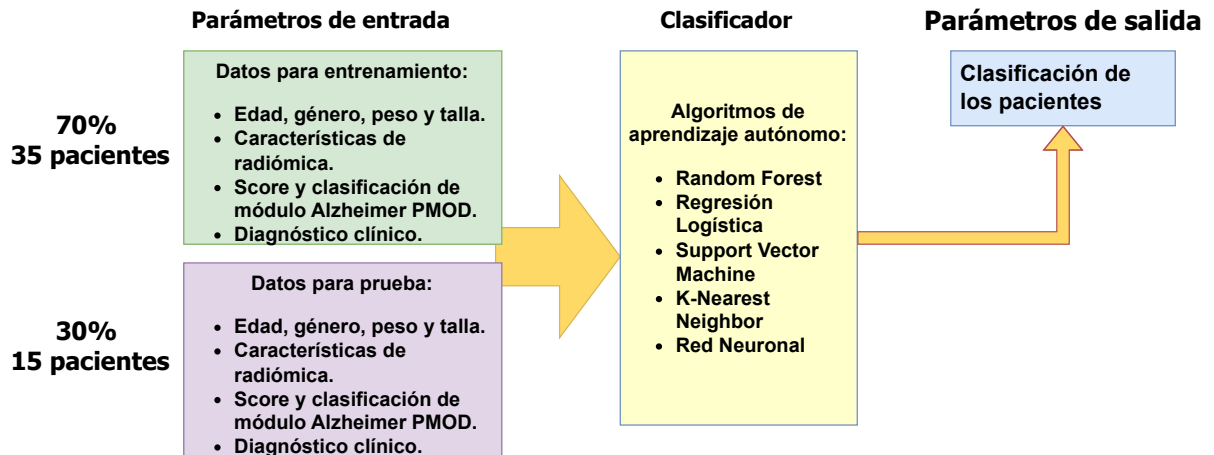 Parámetros de entrada
Clasificador
Parámetros de salida
70%
35 pacientes
Datos para entrenamiento:
• Edad, género, peso y talla.
• Características de
radiómica.
• Score y clasificación de
módulo Alzheimer PMOD.
• Diagnóstico clínico.
30%
15 pacientes
Datos para prueba:
• Edad, género, peso y talla.
• Características de
radiómica.
• Score y clasificación de
módulo Alzheimer PMOD.
• Diagnóstico clínico.
Algoritmos de
aprendizaje autónomo:
• Random Forest
• Regresión
Logística
• Support Vector
Machine
• K-Nearest
Neighbor
• Red Neuronal
Clasificación de
los pacientes